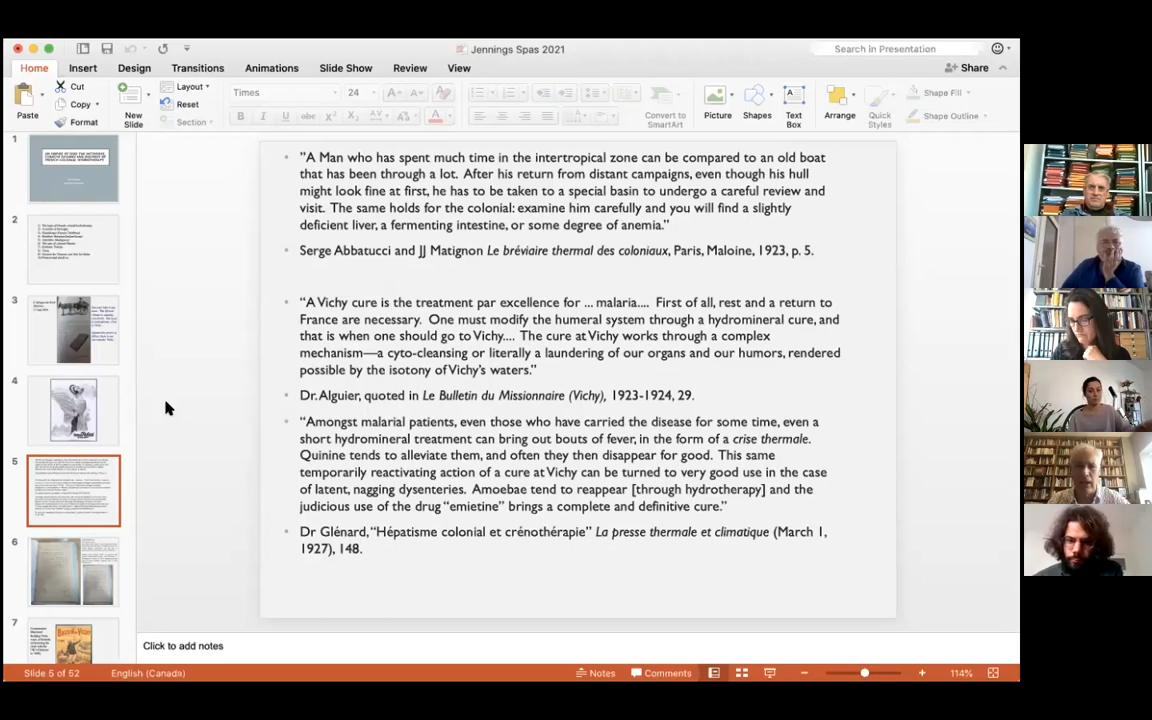 Jennings Spas 2021
Search in Presentation
Home Insert Design Transitions Animations Slide Show Review View
Share
Cut
Copy
Format
Paste
New Slide
Layout
Reset
Section
Times 24
Convert to SmartArt
Picture
Shapes
Text Box
Arrange
Quick Styles
Shape Fill
Shape Outline
1
2
3
4
5
6
7
"A Man who has spent much time in the intertropical zone can be compared to an old boat
that has been through a lot. After his return from distant campaigns, even though his hull
might look fine at first, he has to be taken to a special basin to undergo a careful review and
visit. The same holds for the colonial: examine him carefully and you will find a slightly
deficient liver, a fermenting intestine, or some degree of anemia."
Serge Abbatucci and JJ Matignon Le bréviaire thermal des coloniaux, Paris, Maloine, 1923, p. 5.
"A Vichy cure is the treatment par excellence for ... malaria.... First of all, rest and a return to
France are necessary. One must modify the humeral system through a hydromineral cure, and
that is when one should go to Vichy.... The cure at Vichy works through a complex
mechanism—a cyto-cleansing or literally a laundering of our organs and our humors, rendered
possible by the isotony of Vichy's waters."
Dr. Alguier, quoted in Le Bulletin du Missionnaire (Vichy), 1923-1924, 29.
"Amongst malarial patients, even those who have carried the disease for some time, even a
short hydromineral treatment can bring out bouts of fever, in the form of a crise thermale.
Quinine tends to alleviate them, and often they then disappear for good. This same
temporarily reactivating action of a cure at Vichy can be turned to very good use in the case
of latent, nagging dysenteries. Amoebae tend to reappear [through hydrotherapy] and the
judicious use of the drug "emietine" brings a complete and definitive cure."
Dr Glénard, "Hépatisme colonial et crénothérapie" La presse thermale et climatique (March 1,
1927), 148.
Click to add notes
Slide 5 of 52
English (Canada)
Notes
Comments
114%